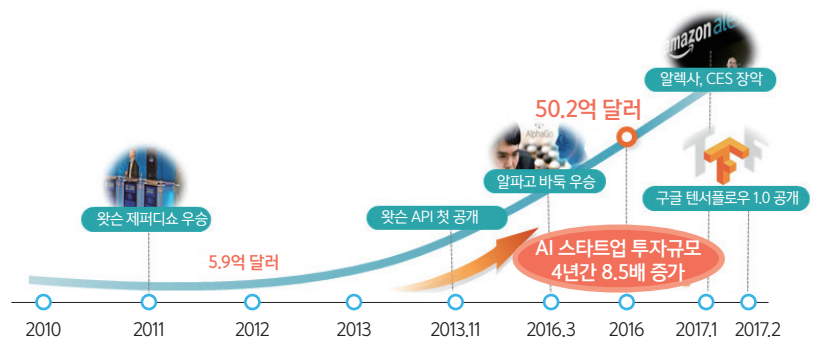 amazon ale
알렉사, CES 장악
50.2억 달러
AlphaGo
알파고 바둑 우승
TFF
구글 텐서플로우 1.0 공개
왓슨 제퍼디쇼 우승
왓슨 API 첫 공개
5.9억 달러
AI 스타트업 투자규모
4년간 8.5배 증가
2010 2011 2012 2013 2013.11 2016.3 2016 2017.1 2017.2